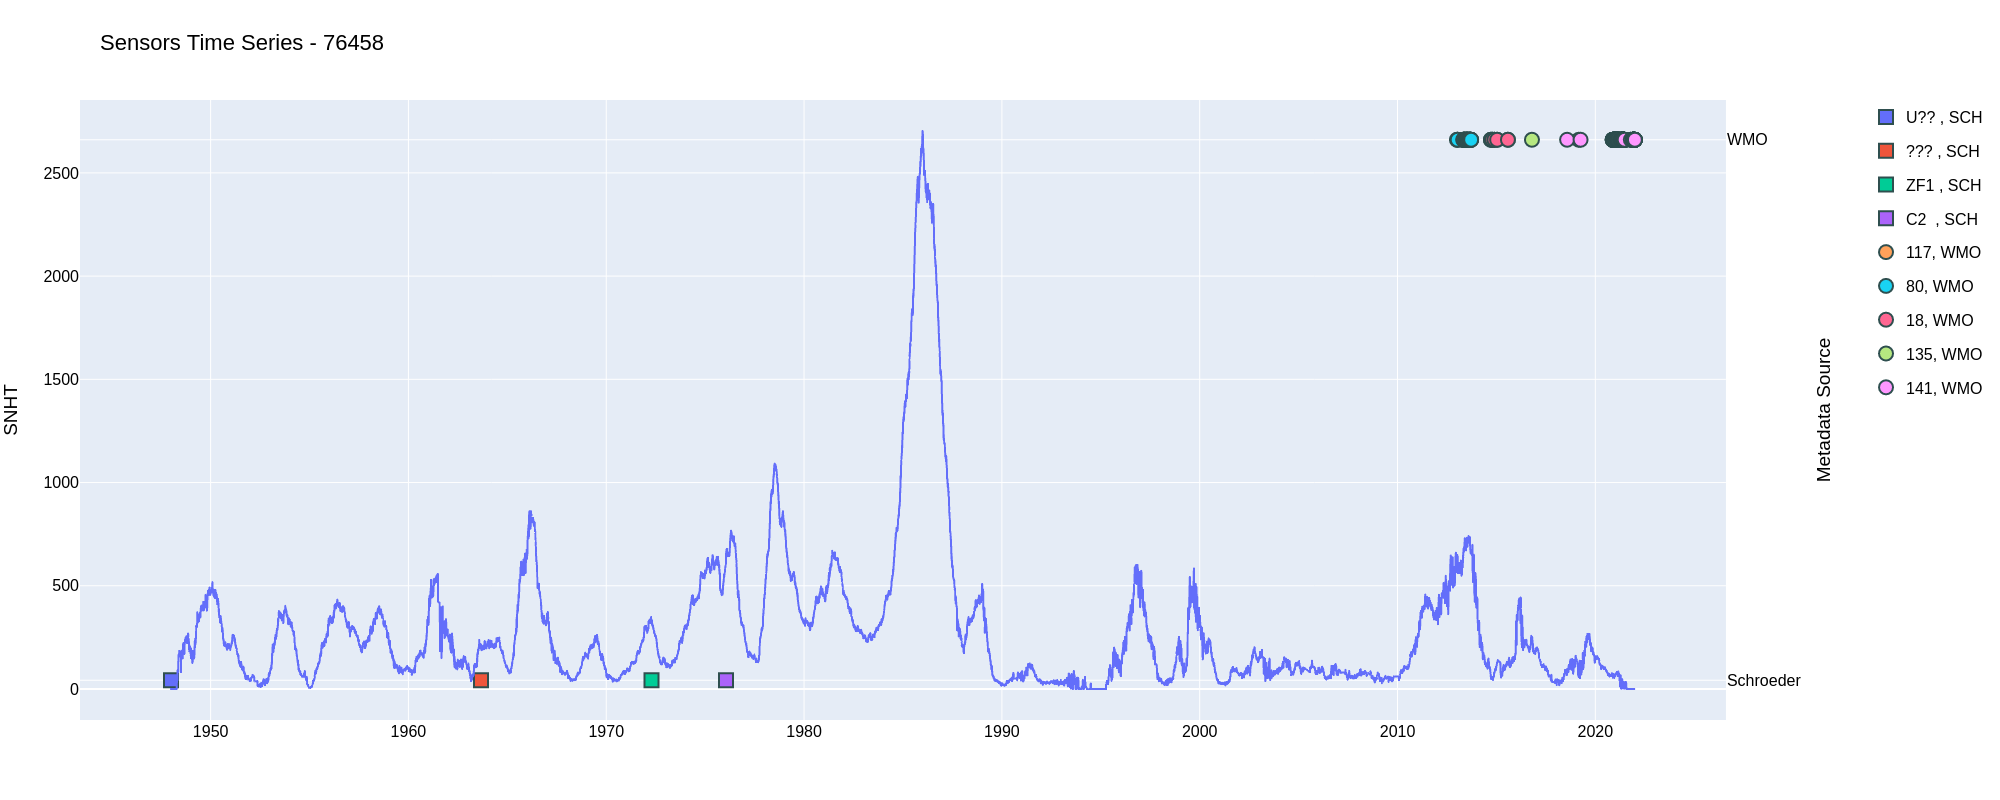 Sensors Time Series - 76458
SNHT
2500
2000
1500
1000
500
0
1950
1960
1970
1980
1990
2000
2010
2020
WMO
Schroeder
Metadata Source
U?? , SCH
??? , SCH
ZF1 , SCH
C2  , SCH
117, WMO
80, WMO
18, WMO
135, WMO
141, WMO